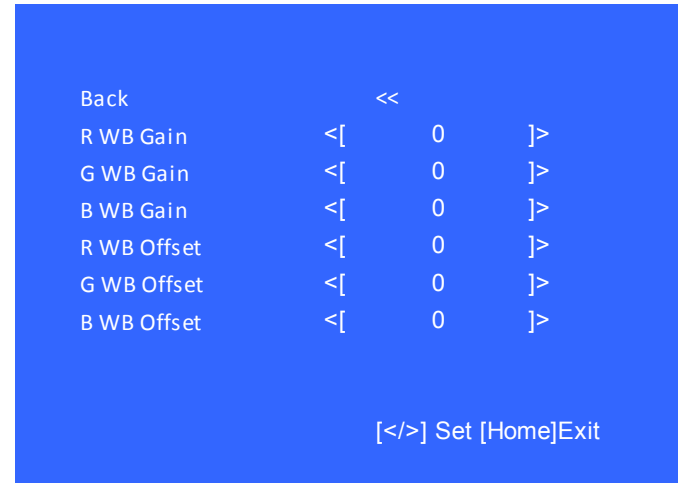 Back <<
R WB Gain <[ 0 ]>
G WB Gain <[ 0 ]>
B WB Gain <[ 0 ]>
R WB Offset <[ 0 ]>
G WB Offset <[ 0 ]>
B WB Offset <[ 0 ]>
[</>] Set [Home]Exit